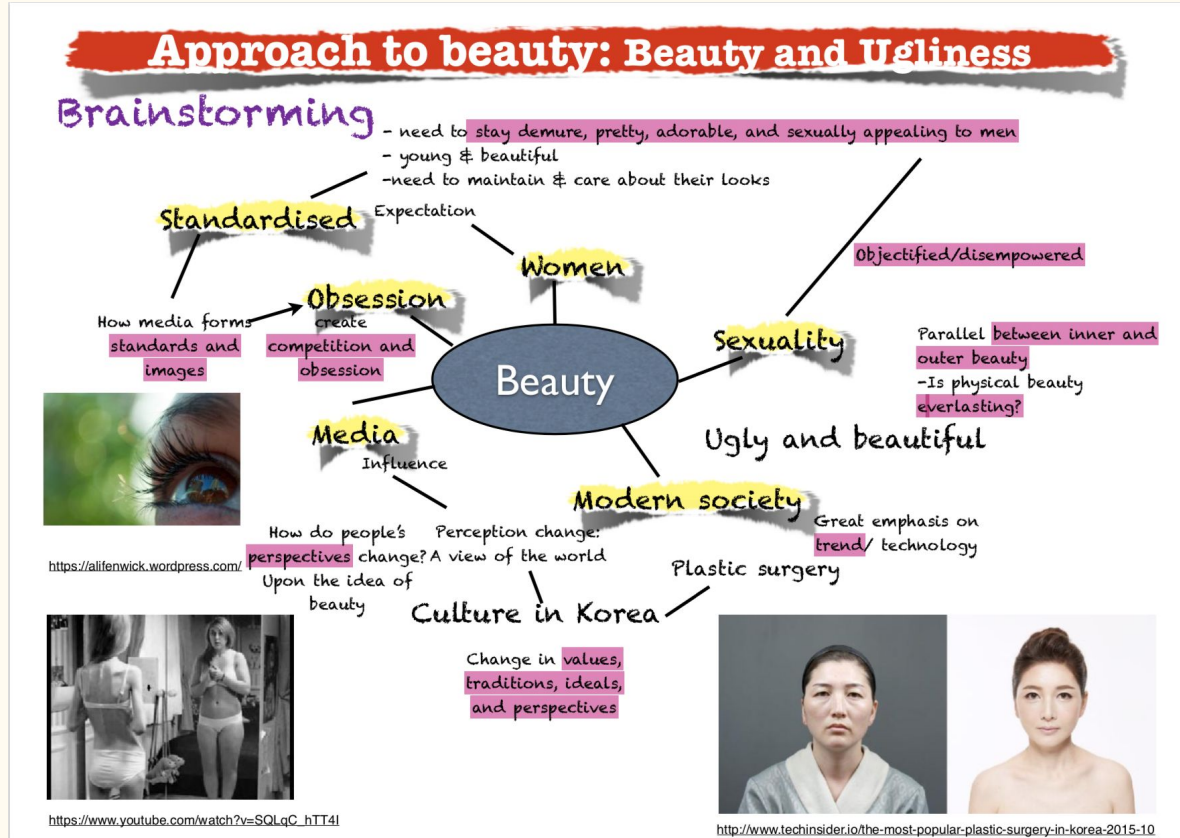 Approach to beauty: Beauty and Ugliness
Brainstorming
- need to stay demure, pretty, adorable, and sexually appealing to men
- young & beautiful
-need to maintain & care about their looks
Standardised
Expectation
Women
Objectified/disempowered
Obsession
create
competition and
obsession
How media forms
standards and
images
Sexuality
Parallel between inner and
outer beauty
-Is physical beauty
everlasting?
Beauty
Ugly and beautiful
Media
Influence
Modern society
Great emphasis on
trend/ technology
How do people's
perspectives change?
Upon the idea of
beauty
Perception change:
A view of the world
Plastic surgery
https://alifenwick.wordpress.com/
Culture in Korea
Change in values,
traditions, ideals,
and perspectives
https://www.youtube.com/watch?v=SQLqC_hTT4I
http://www.techinsider.io/the-most-popular-plastic-surgery-in-korea-2015-10